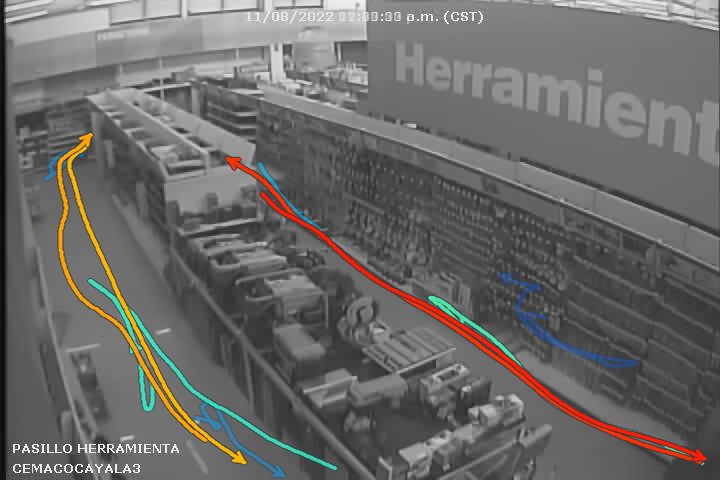 11/08/2022 p.m. (CST)
Herramient
PASILLO HERRAMIENTA
CEMACOCAYALA3